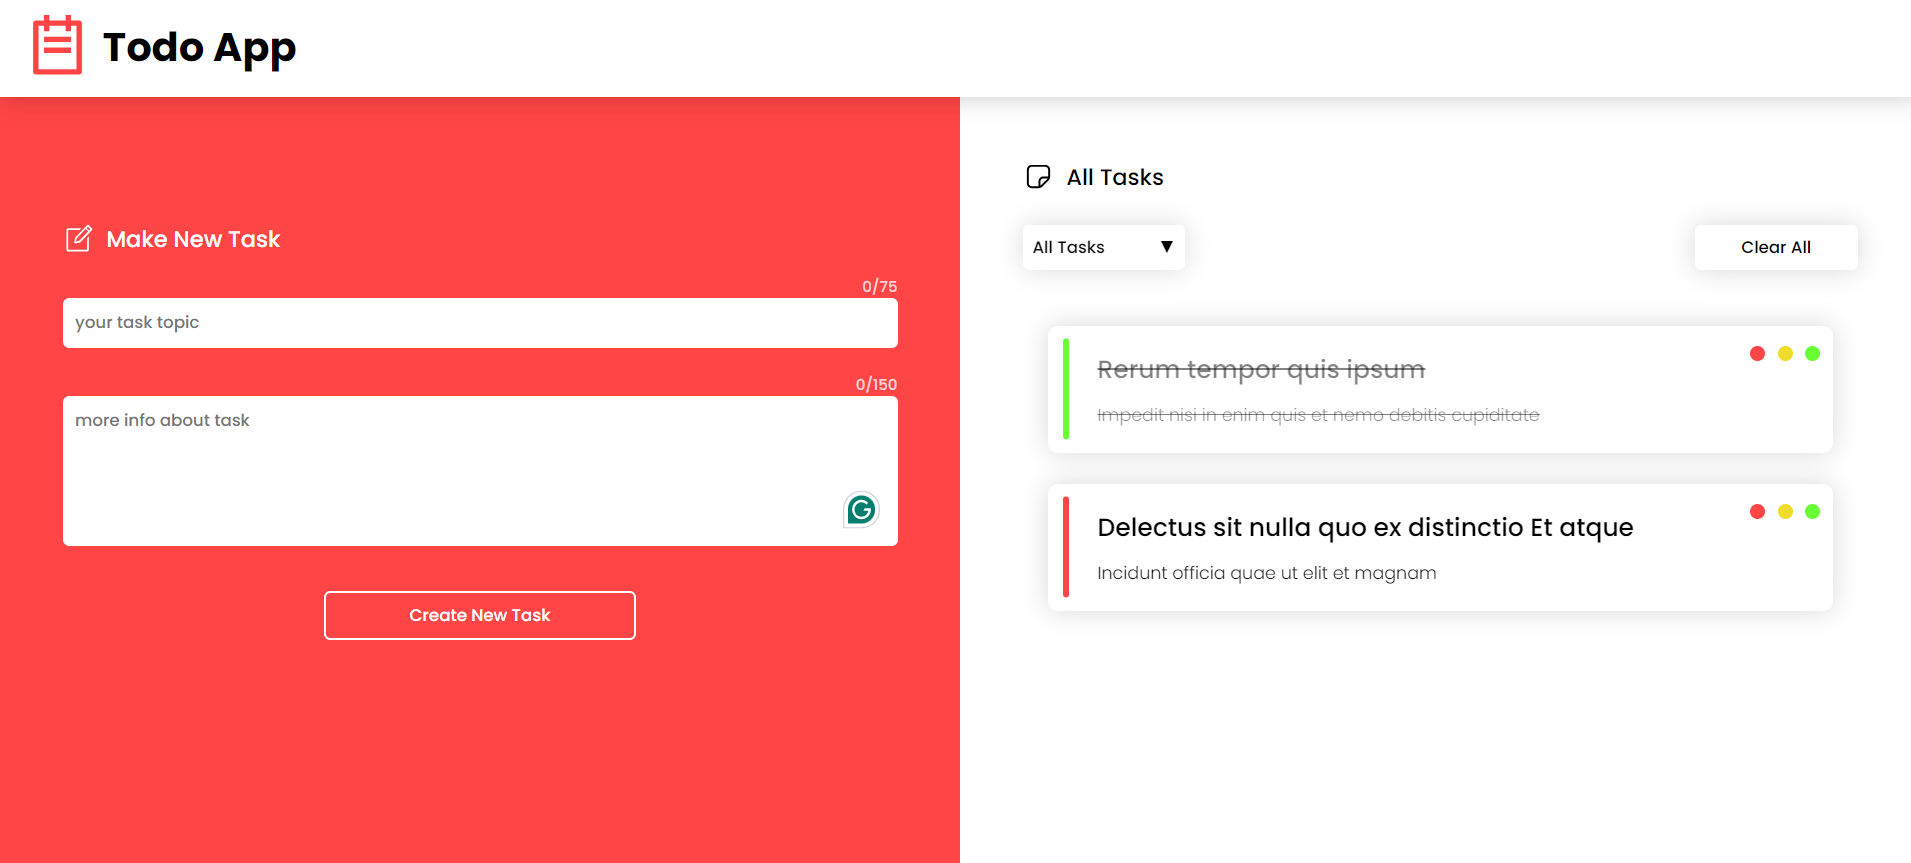 Todo App
Make New Task
0/75
your task topic
0/150
more info about task
G
Create New Task
All Tasks
All Tasks ▼
Clear All
Rerum tempor quis ipsum
Impedit nisi in enim quis et nemo debitis cupiditate
Delectus sit nulla quo ex distinctio Et atque
Incidunt officia quae ut elit et magnam